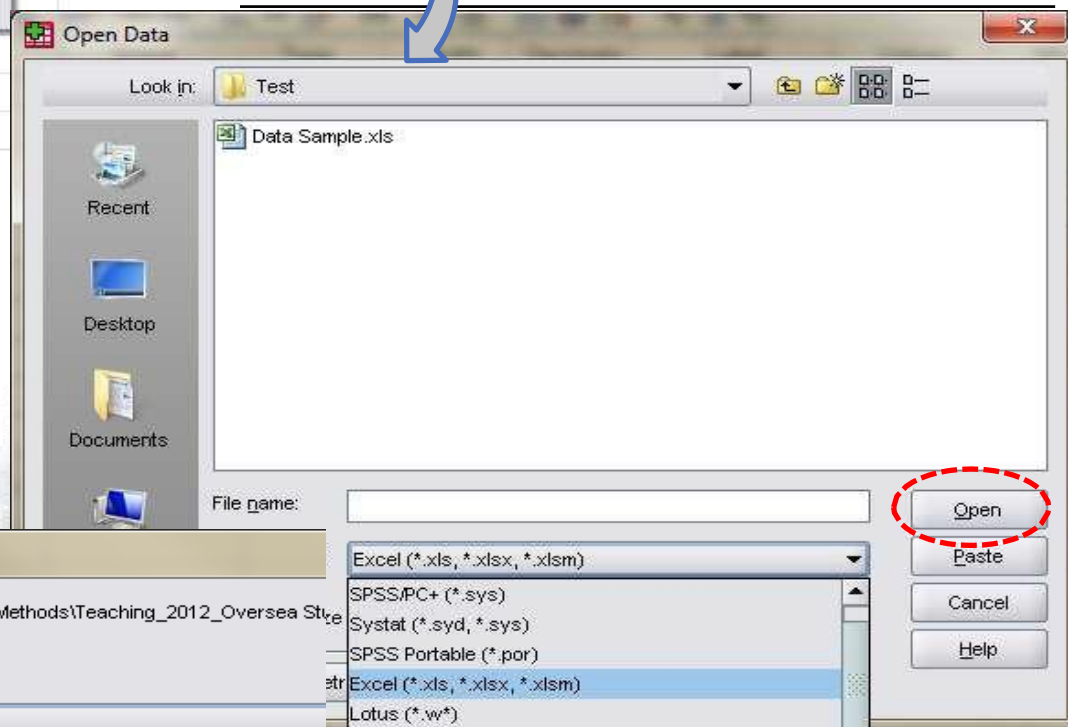 Open Data
Look in: Test
Data Sample.xls
Recent
Desktop
Documents
File name:
Open
Excel (*.xls, *.xlsx, *.xlsm)
Paste
SPSS/PC+ (*.sys)
Methods\Teaching_2012_Oversea
Systat (*.syd, *.sys)
Cancel
SPSS Portable (*.por)
Help
Excel (*.xls, *.xlsx, *.xlsm)
Lotus (*.w*)